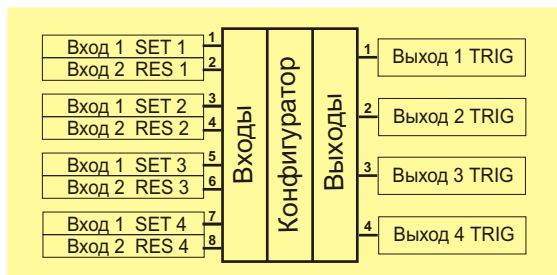 Вход 1 SET 1 1
Вход 2 RES 1 2
Вход 1 SET 2 3
Вход 2 RES 2 4
Вход 1 SET 3 5
Вход 2 RES 3 6
Вход 1 SET 4 7
Вход 2 RES 4 8
Входы
Конфигуратор
Выходы
1 Выход 1 TRIG
2 Выход 2 TRIG
3 Выход 3 TRIG
4 Выход 4 TRIG